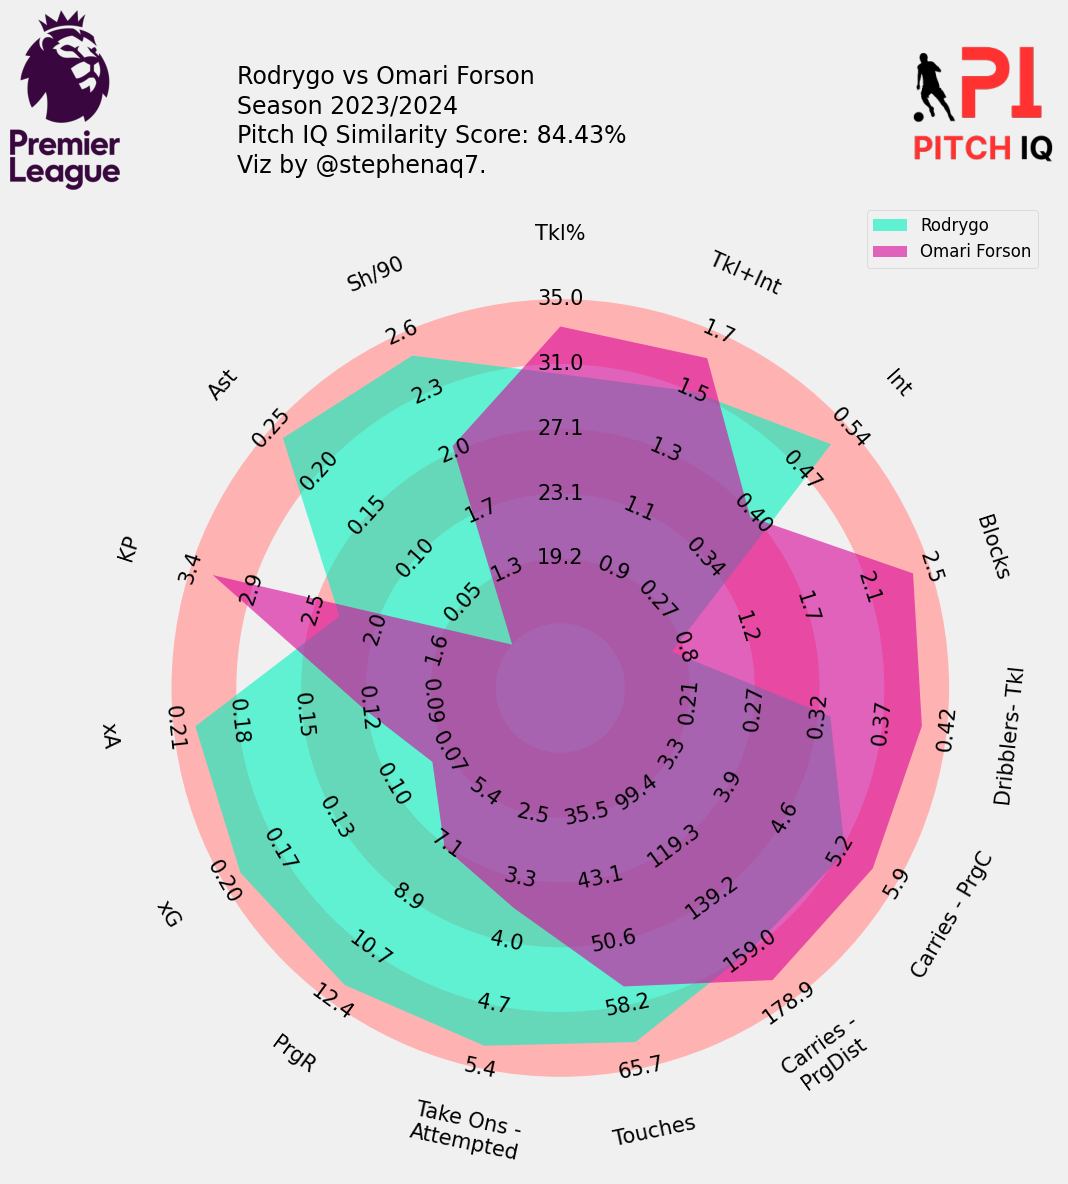 Rodrygo vs Omari Forson
Season 2023/2024
Pitch IQ Similarity Score: 84.43%
Viz by @stephenaq7.
Premier
League
PI
PITCH IQ
Rodrygo
Omari Forson
Tkl%
35.0
31.0
27.1
23.1
19.2
Tkl+Int
1.7
1.5
1.3
1.1
0.9
Int
0.54
0.47
0.40
0.34
0.27
Blocks
2.5
2.1
1.7
1.2
0.8
Dribblers- Tkl
0.42
0.37
0.32
0.27
0.21
Carries - PrgC
5.9
5.2
4.6
3.9
3.3
Carries -
PrgDist
178.9
159.0
139.2
119.3
99.4
Touches
65.7
58.2
50.6
43.1
35.5
Take Ons -
Attempted
5.4
4.7
4.0
3.3
2.5
PrgR
12.4
10.7
8.9
7.1
5.4
xG
0.20
0.17
0.13
0.10
0.07
xA
0.21
0.18
0.15
0.12
0.09
KP
3.4
2.9
2.5
2.0
1.6
Ast
0.25
0.20
0.15
0.10
0.05
Sh/90
2.6
2.3
2.0
1.7
1.3